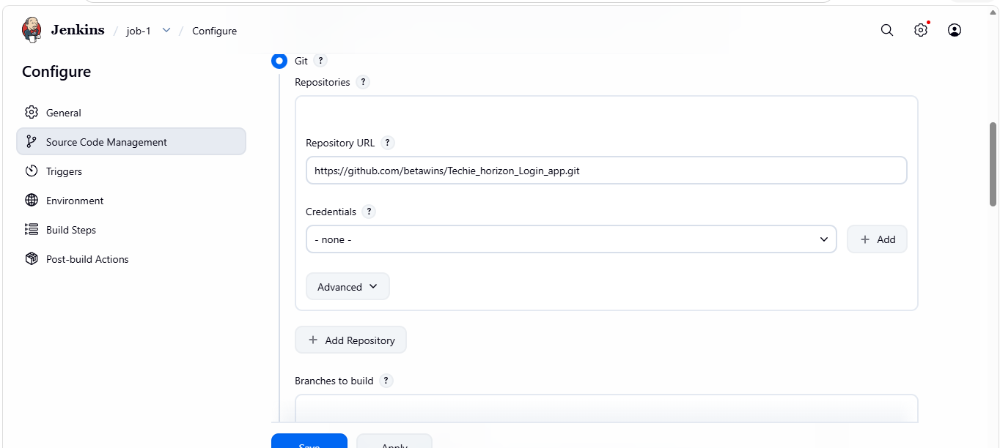 Jenkins / job-1 / Configure
Configure
General
Source Code Management
Triggers
Environment
Build Steps
Post-build Actions
Git ?
Repositories ?
Repository URL ?
https://github.com/betawins/Techie_horizon_Login_app.git
Credentials ?
- none -
+ Add
Advanced
+ Add Repository
Branches to build ?
Save
Apply